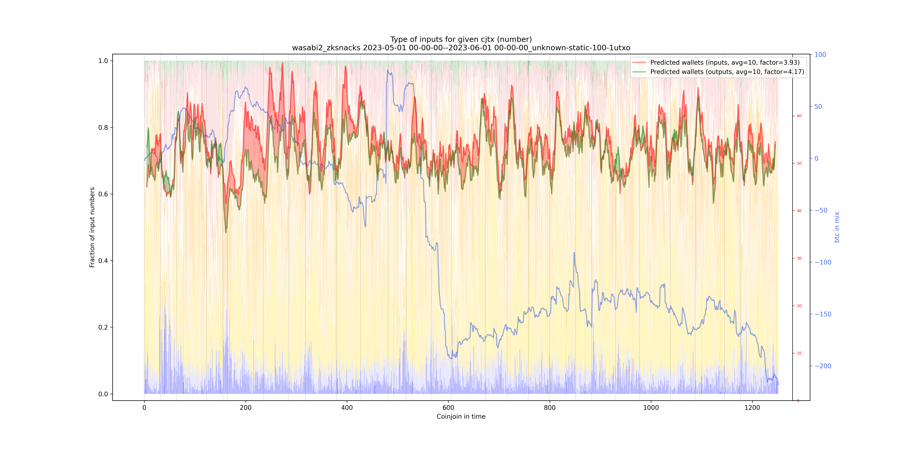 Type of inputs for given cjtx (number)
wasabi2_zksnacks 2023-05-01 00-00-00--2023-06-01 00-00-00_unknown-static-100-1utxo
Predicted wallets (inputs, avg=10, factor=3.93)
Predicted wallets (outputs, avg=10, factor=4.17)
Fraction of input numbers
1.0
0.8
0.6
0.4
0.2
0.0
0 200 400 600 800 1000 1200
Coinjoin in time
100
50
0
−50
−100
−150
−200
btc in mix